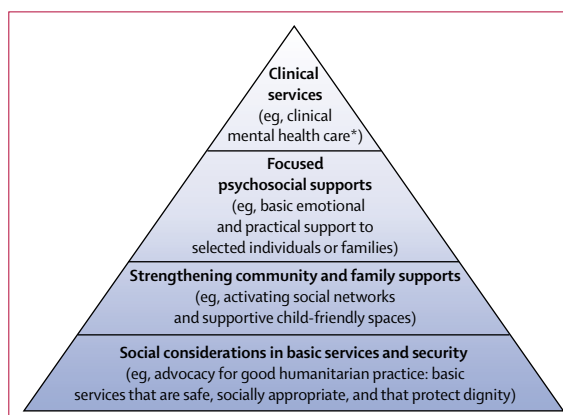 Clinical
services
(eg, clinical
mental health care*)
Focused
psychosocial supports
(eg, basic emotional
and practical support to
selected individuals or families)
Strengthening community and family supports
(eg, activating social networks
and supportive child-friendly spaces)
Social considerations in basic services and security
(eg, advocacy for good humanitarian practice: basic
services that are safe, socially appropriate, and that protect dignity)